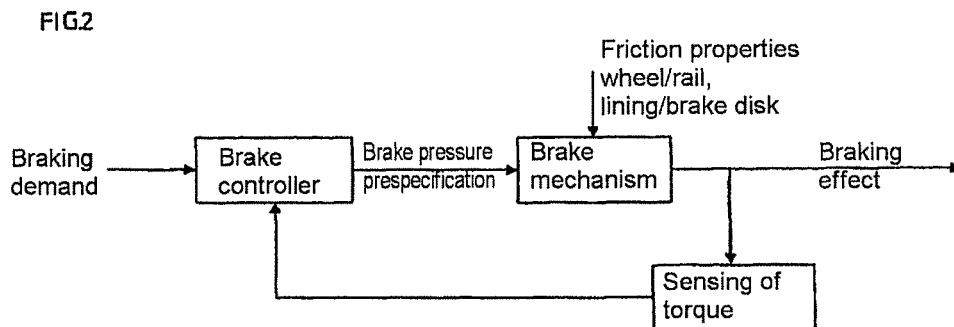 FIG.2
Friction properties
wheel/rail,
lining/brake disk
Braking
demand
Brake
controller
Brake pressure
prespecification
Brake
mechanism
Braking
effect
Sensing of
torque